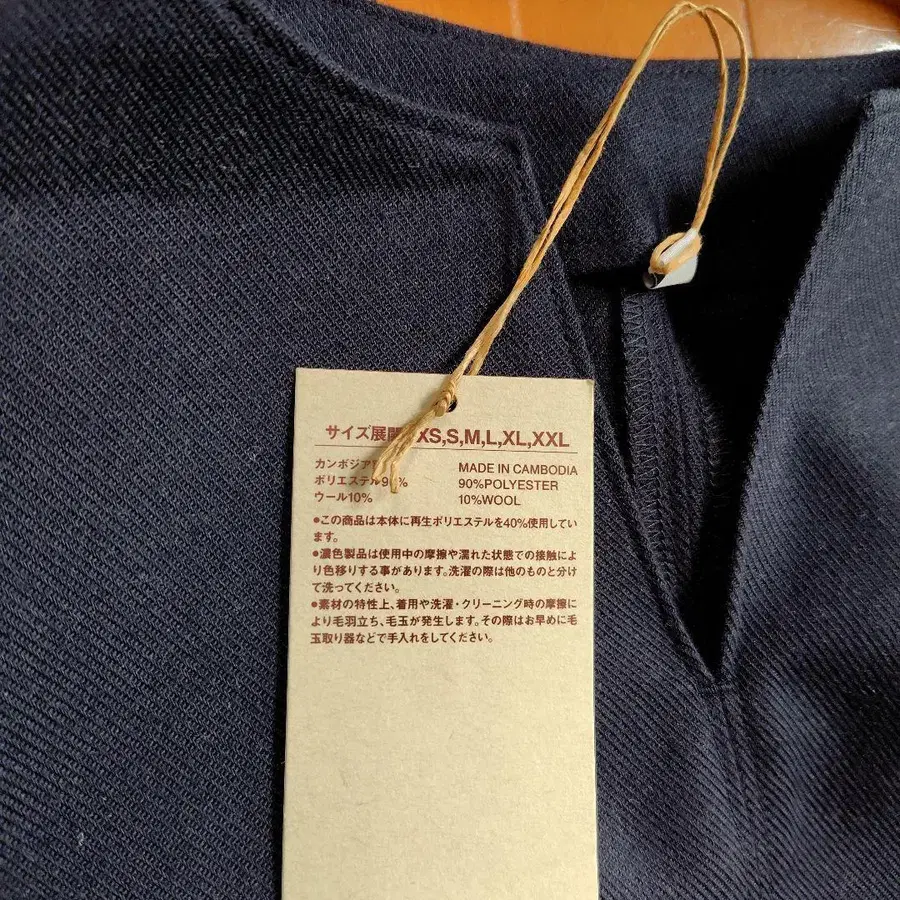 サイズ展開 XS,S,M,L,XL,XXL
カンボジア
MADE IN CAMBODIA
ポリエステル90%
90%POLYESTER
ウール10%
10%WOOL
●この商品は本体に再生ポリエステルを40%使用してい
ます。
●濃色製品は使用中の摩擦や濡れた状態での接触によ
り色移りする事があります。洗濯の際は他のものと分け
て洗ってください。
●素材の特性上、着用や洗濯・クリーニング時の摩擦に
より毛羽立ち、毛玉が発生します。その際はお早めに毛
玉取り器などで手入れをしてください。